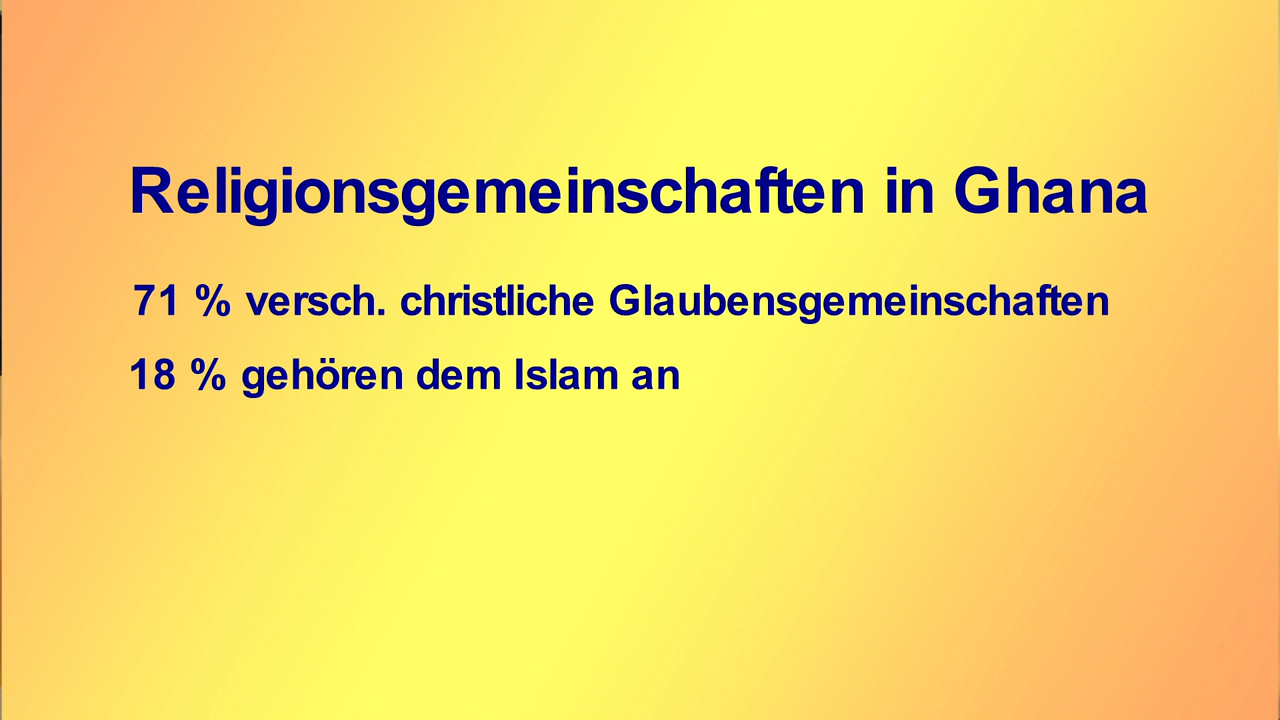 Religionsgemeinschaften in Ghana
71 % versch. christliche Glaubensgemeinschaften
18 % gehören dem Islam an